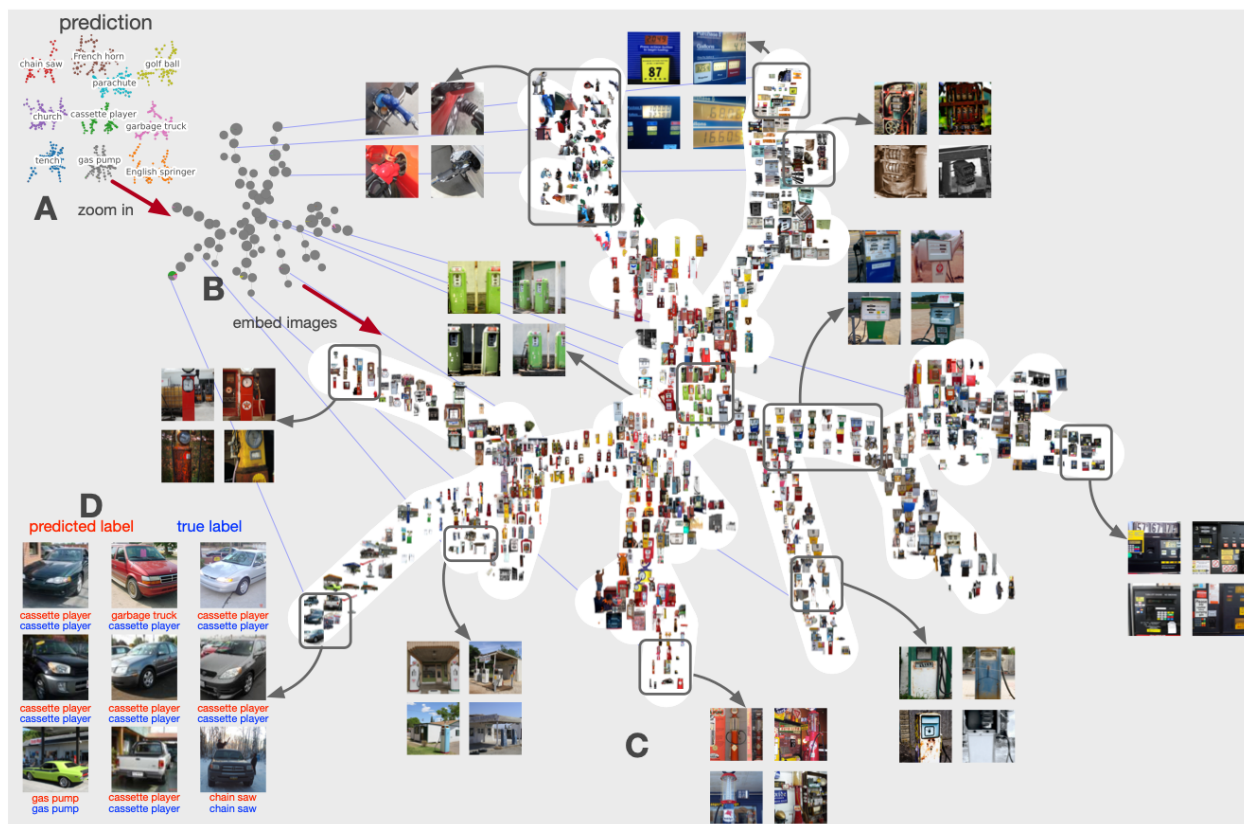 prediction
chain saw
French horn
golf ball
parachute
church
cassette player
garbage truck
tench
gas pump
English springer
A
zoom in
B
embed images
87
C
D
predicted label
true label
cassette player
cassette player
garbage truck
cassette player
cassette player
cassette player
cassette player
cassette player
cassette player
cassette player
cassette player
cassette player
gas pump
gas pump
cassette player
cassette player
chain saw
chain saw